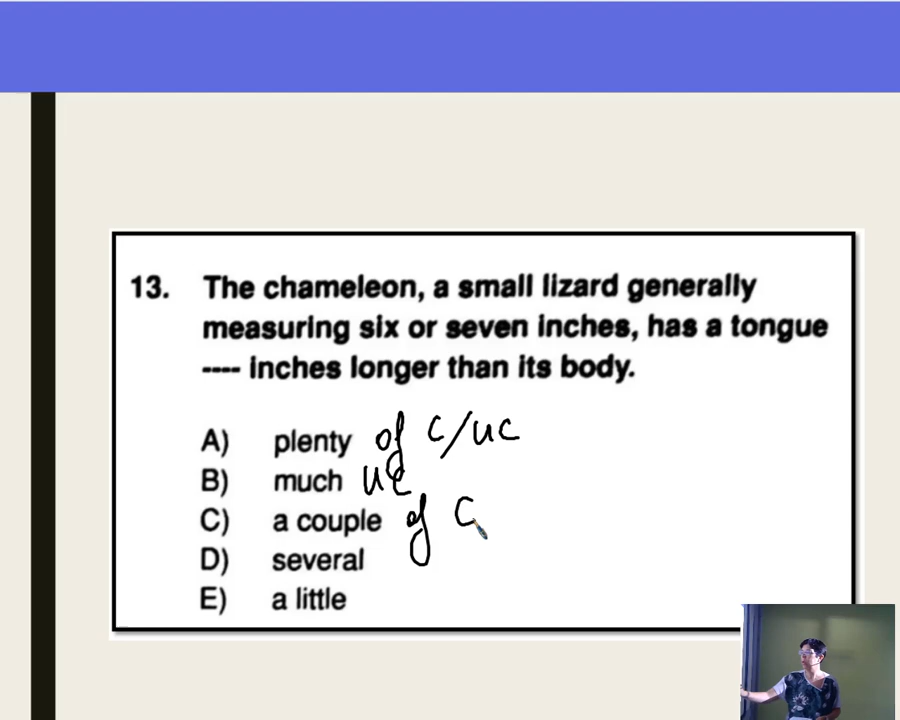 13. The chameleon, a small lizard generally
measuring six or seven inches, has a tongue
---- inches longer than its body.
A) plenty of c/uc
B) much uc
C) a couple of C
D) several
E) a little